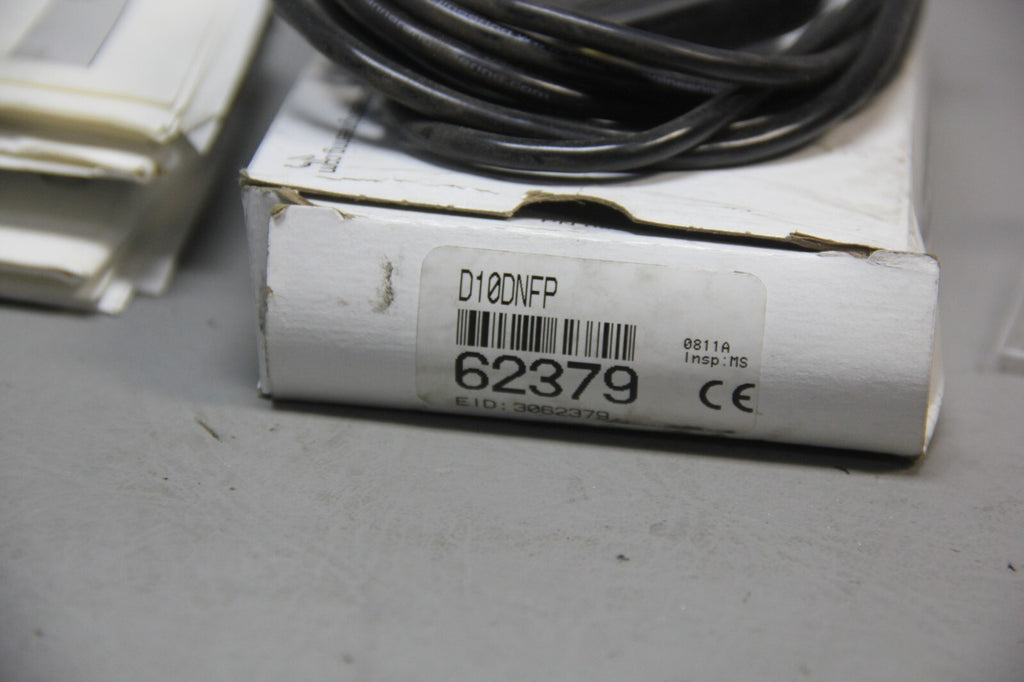 D10DNFP
62379
EID: 3062379
0811A
Insp:MS
CE